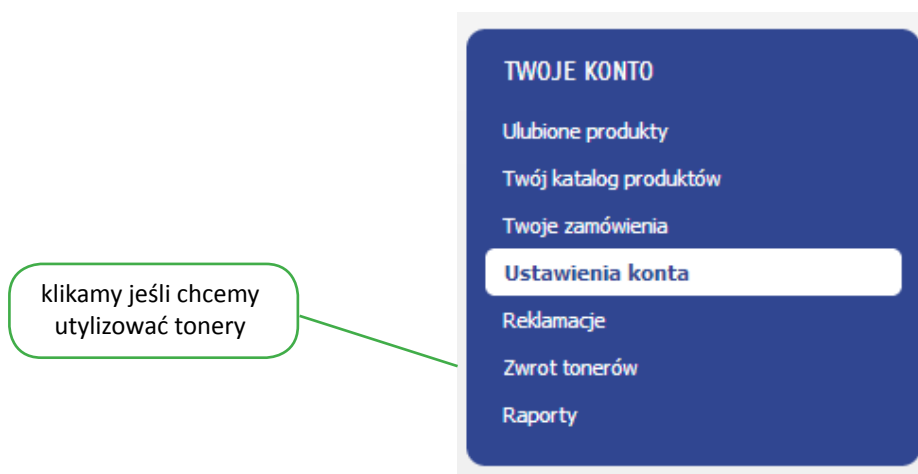 TWOJE KONTO
Ulubione produkty
Twój katalog produktów
Twoje zamówienia
Ustawienia konta
klikamy jeśli chcemy
utylizować tonery
Reklamacje
Zwrot tonerów
Raporty